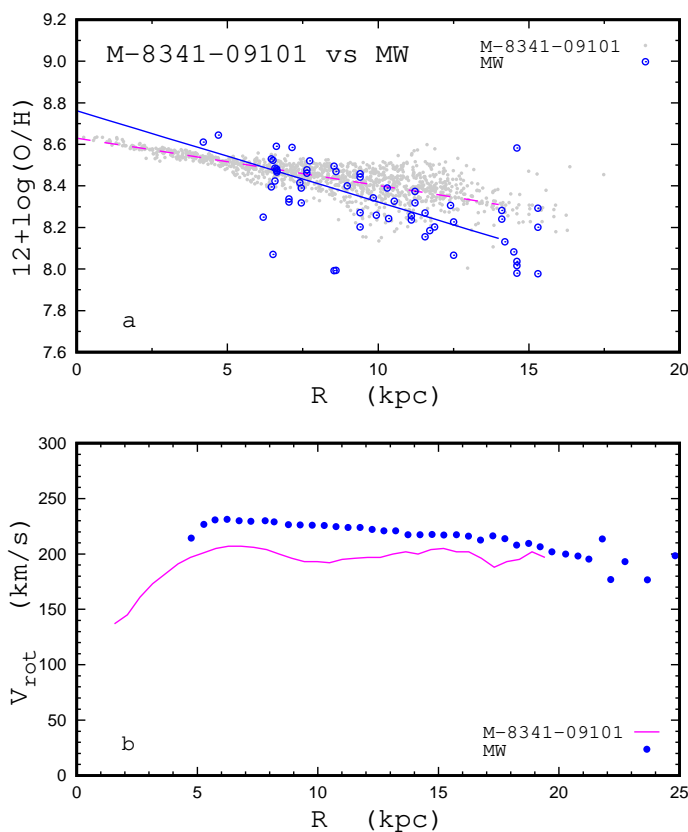 9.2
9.0
8.8
8.6
8.4
8.2
8.0
7.8
7.6
12+log(O/H)
M-8341-09101 vs MW
M-8341-09101
MW
a
0 5 10 15 20
R (kpc)
300
250
200
150
100
50
0
V_rot (km/s)
M-8341-09101
MW
b
0 5 10 15 20 25
R (kpc)